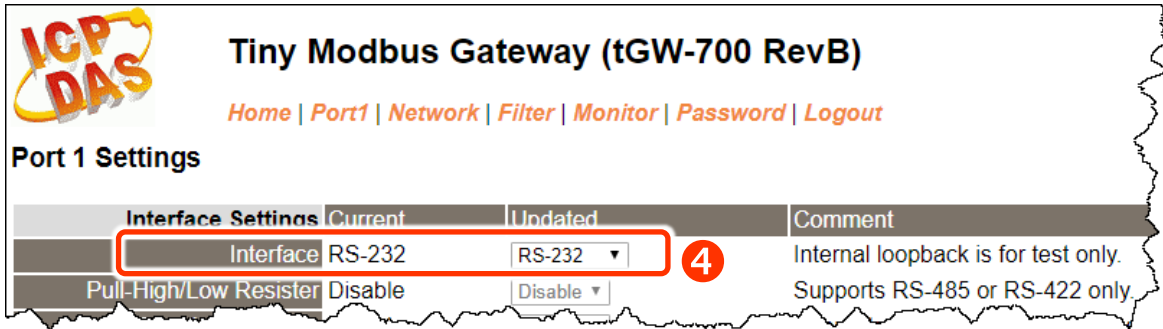 ICP
DAS
Tiny Modbus Gateway (tGW-700 RevB)
Home | Port1 | Network | Filter | Monitor | Password | Logout
Port 1 Settings
Interface Settings Current Updated Comment
Interface RS-232 RS-232 4 Internal loopback is for test only.
Pull-High/Low Resister Disable Disable Supports RS-485 or RS-422 only.